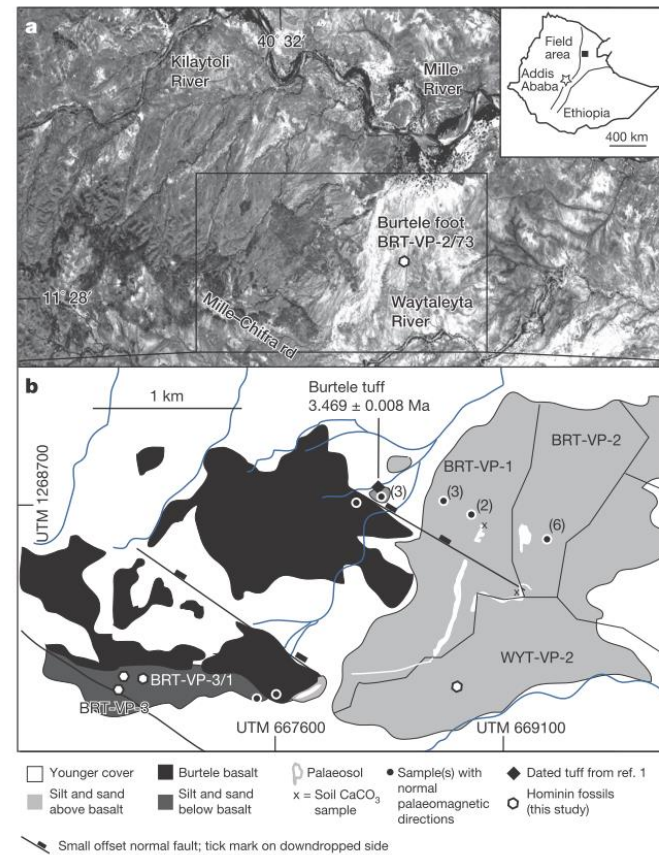 a
40° 32′
Kilaytoli
River
Mille
River
Field
area
Addis
Ababa
Ethiopia
400 km
Burtele foot
BRT-VP-2/73
11° 28′
Mille–Chifra rd
Waytaleyta
River
b
1 km
Burtele tuff
3.469 ± 0.008 Ma
UTM 1268700
BRT-VP-2
BRT-VP-1
(3)
(3)
(2)
x
(6)
x
WYT-VP-2
BRT-VP-3/1
BRT-VP-3
UTM 667600
UTM 669100
Younger cover
Burtele basalt
Palaeosol
Sample(s) with
normal
palaeomagnetic
directions
Dated tuff from ref. 1
Silt and sand
above basalt
Silt and sand
below basalt
x = Soil CaCO₃
sample
Hominin fossils
(this study)
Small offset normal fault; tick mark on downdropped side